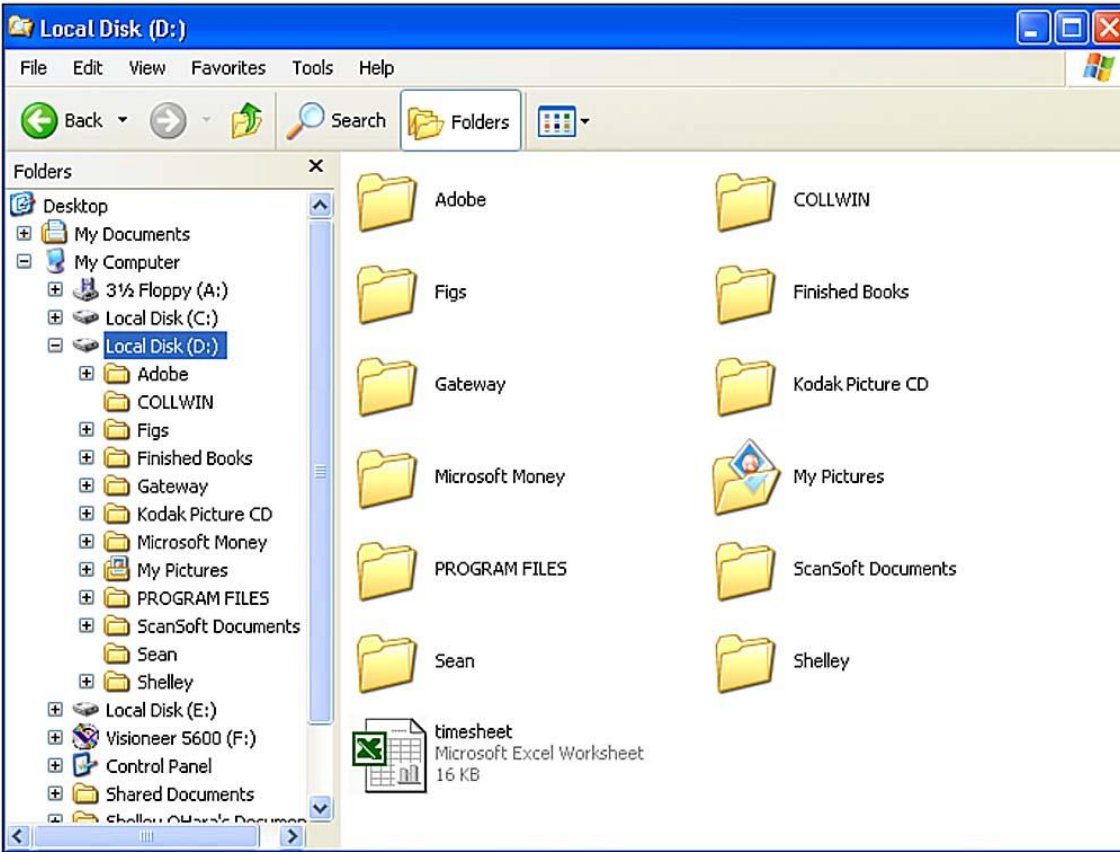 Local Disk (D:)
File Edit View Favorites Tools Help
Back Search Folders
Folders
Desktop
My Documents
My Computer
3½ Floppy (A:)
Local Disk (C:)
Local Disk (D:)
Adobe
COLLWIN
Figs
Finished Books
Gateway
Kodak Picture CD
Microsoft Money
My Pictures
PROGRAM FILES
ScanSoft Documents
Sean
Shelley
Local Disk (E:)
Visioneer 5600 (F:)
Control Panel
Shared Documents
Shelley OHara's
Adobe COLLWIN
Figs Finished Books
Gateway Kodak Picture CD
Microsoft Money My Pictures
PROGRAM FILES ScanSoft Documents
Sean Shelley
timesheet
Microsoft Excel Worksheet
16 KB